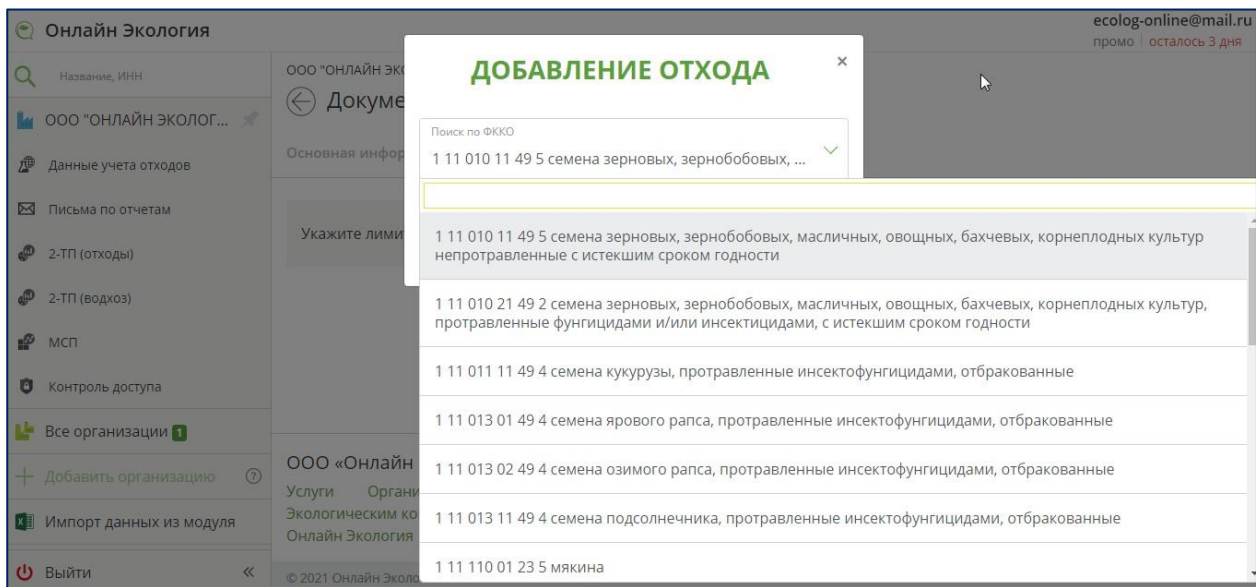 Онлайн Экология
ecolog-online@mail.ru
промо осталось 3 дня
Название, ИНН
ООО "ОНЛАЙН ЭКОЛОГ...
Данные учета отходов
Письма по отчетам
2-ТП (отходы)
2-ТП (водхоз)
МСП
Контроль доступа
Все организации 1
Добавить организацию ?
Импорт данных из модуля
Выйти «
ООО "ОНЛАЙН ЭК
Докуме
Основная инфор
Укажите лими
ООО «Онлайн
Услуги Органи
Экологическим ко
Онлайн Экология
© 2021 Онлайн Эколо
ДОБАВЛЕНИЕ ОТХОДА ×
Поиск по ФККО
1 11 010 11 49 5 семена зерновых, зернобобовых, ...
1 11 010 11 49 5 семена зерновых, зернобобовых, масличных, овощных, бахчевых, корнеплодных культур
непротравленные с истекшим сроком годности
1 11 010 21 49 2 семена зерновых, зернобобовых, масличных, овощных, бахчевых, корнеплодных культур,
протравленные фунгицидами и/или инсектицидами, с истекшим сроком годности
1 11 011 11 49 4 семена кукурузы, протравленные инсектофунгицидами, отбракованные
1 11 013 01 49 4 семена ярового рапса, протравленные инсектофунгицидами, отбракованные
1 11 013 02 49 4 семена озимого рапса, протравленные инсектофунгицидами, отбракованные
1 11 013 11 49 4 семена подсолнечника, протравленные инсектофунгицидами, отбракованные
1 11 110 01 23 5 мякина